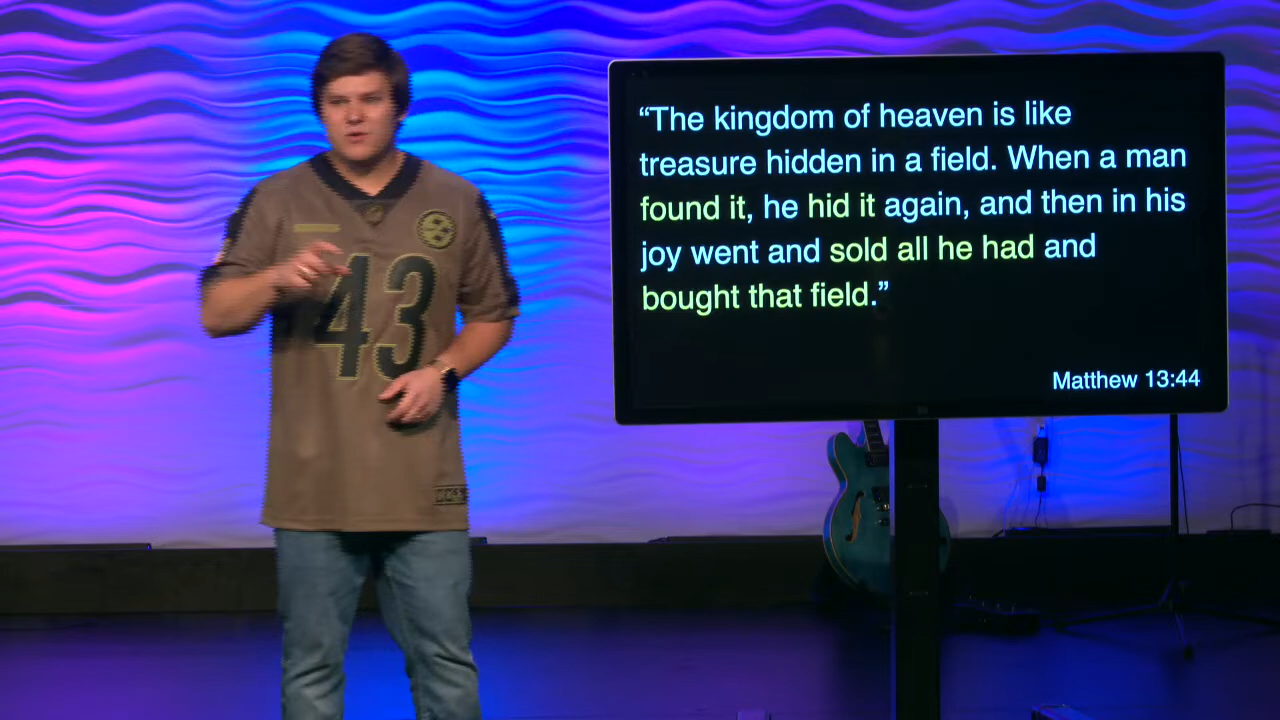 “The kingdom of heaven is like
treasure hidden in a field. When a man
found it, he hid it again, and then in his
joy went and sold all he had and
bought that field.”
Matthew 13:44
43